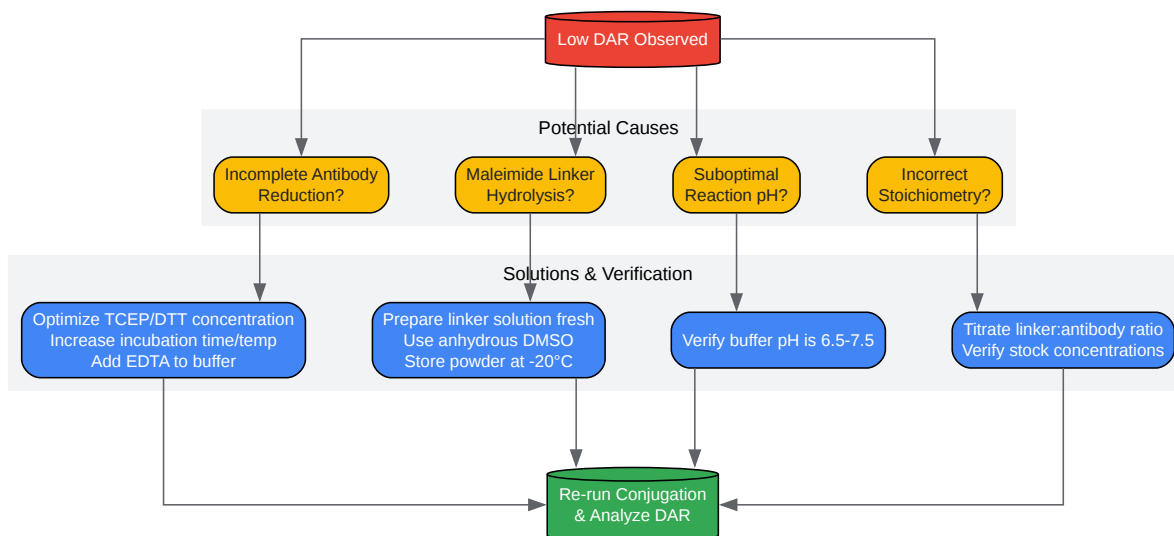 Low DAR Observed
Potential Causes
Incomplete Antibody
Reduction?
Maleimide Linker
Hydrolysis?
Suboptimal
Reaction pH?
Incorrect
Stoichiometry?
Solutions & Verification
Optimize TCEP/DTT concentration
Increase incubation time/temp
Add EDTA to buffer
Prepare linker solution fresh
Use anhydrous DMSO
Store powder at -20°C
Verify buffer pH is 6.5-7.5
Titrate linker:antibody ratio
Verify stock concentrations
Re-run Conjugation
& Analyze DAR